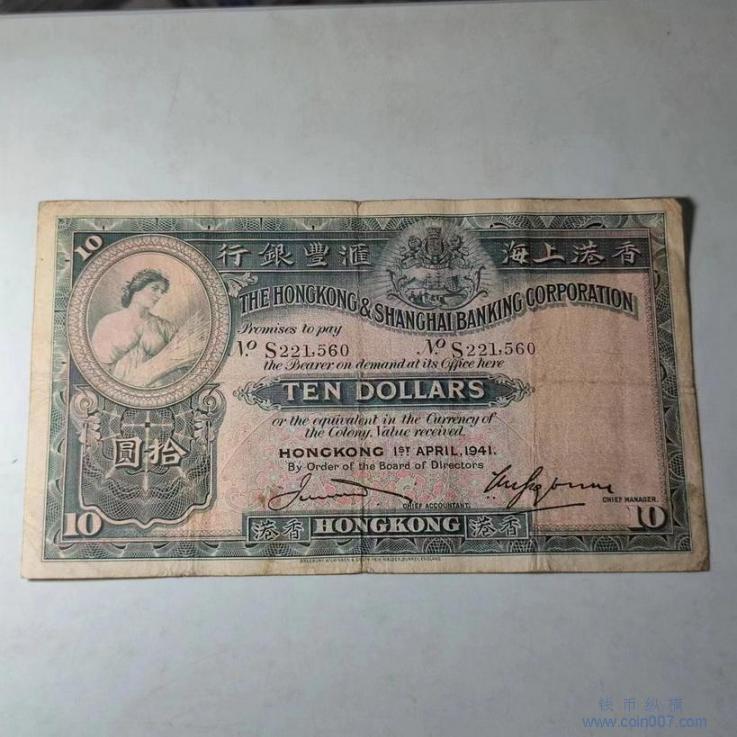 10
行銀豐滙 海上港香
THE HONGKONG & SHANGHAI BANKING CORPORATION
Promises to pay
No S221,560 No S221,560
the Bearer on demand at its Office here
TEN DOLLARS
or the equivalent in the Currency of
the Colony, Value received.
圓拾
HONGKONG 1ST APRIL, 1941.
By Order of the Board of Directors
CHIEF ACCOUNTANT.
CHIEF MANAGER.
10 港香 HONGKONG 港香 10
钱币纵横
www.coin007.com